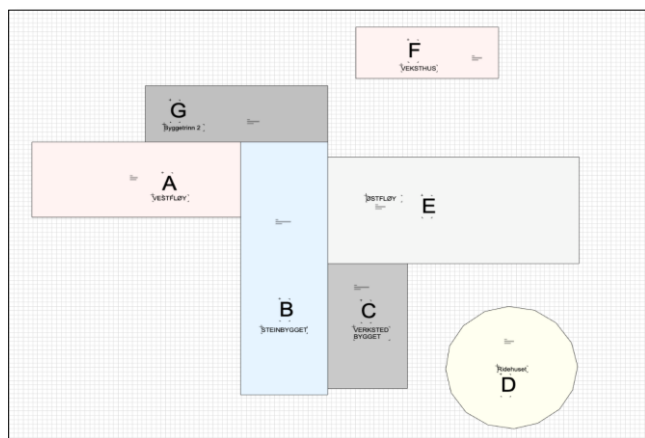 F
VEKSTHUS
G
Byggetrinn 2
A
VESTFLØY
ØSTFLØY
E
B
STEINBYGGET
C
VERKSTED
BYGGET
Ridehuset
D